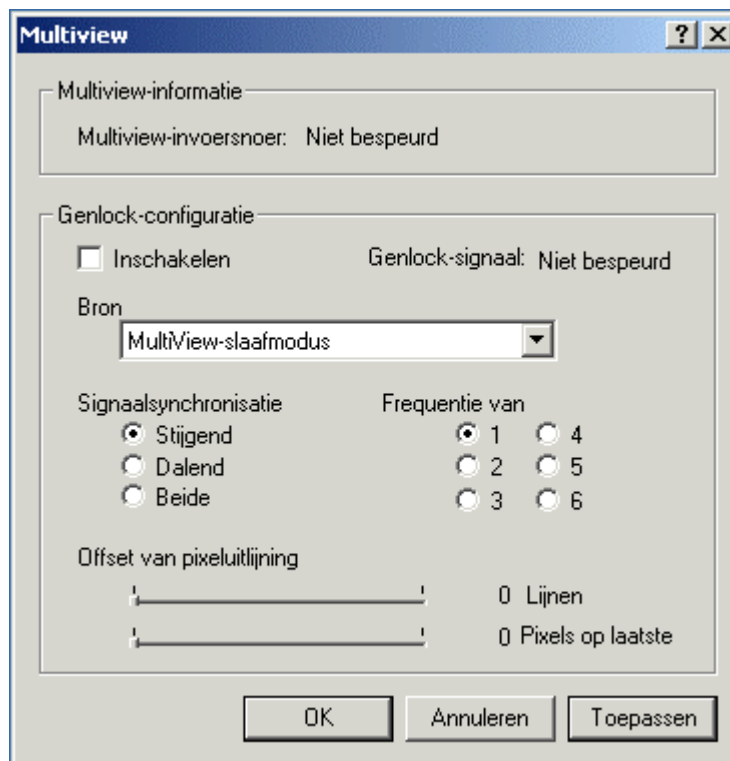 Multiview
Multiview-informatie
Multiview-invoersnoer: Niet bespeurd
Genlock-configuratie
Inschakelen
Genlock-signaal: Niet bespeurd
Bron
MultiView-slaafmodus
Signaalsynchronisatie
Stijgend
Dalend
Beide
Frequentie van
1 4
2 5
3 6
Offset van pixeluitlijning
0 Lijnen
0 Pixels op laatste
OK Annuleren Toepassen